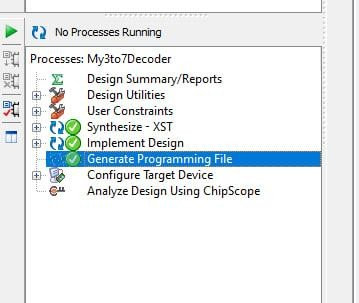 No Processes Running
Processes: My3to7Decoder
Design Summary/Reports
Design Utilities
User Constraints
Synthesize - XST
Implement Design
Generate Programming File
Configure Target Device
Analyze Design Using ChipScope